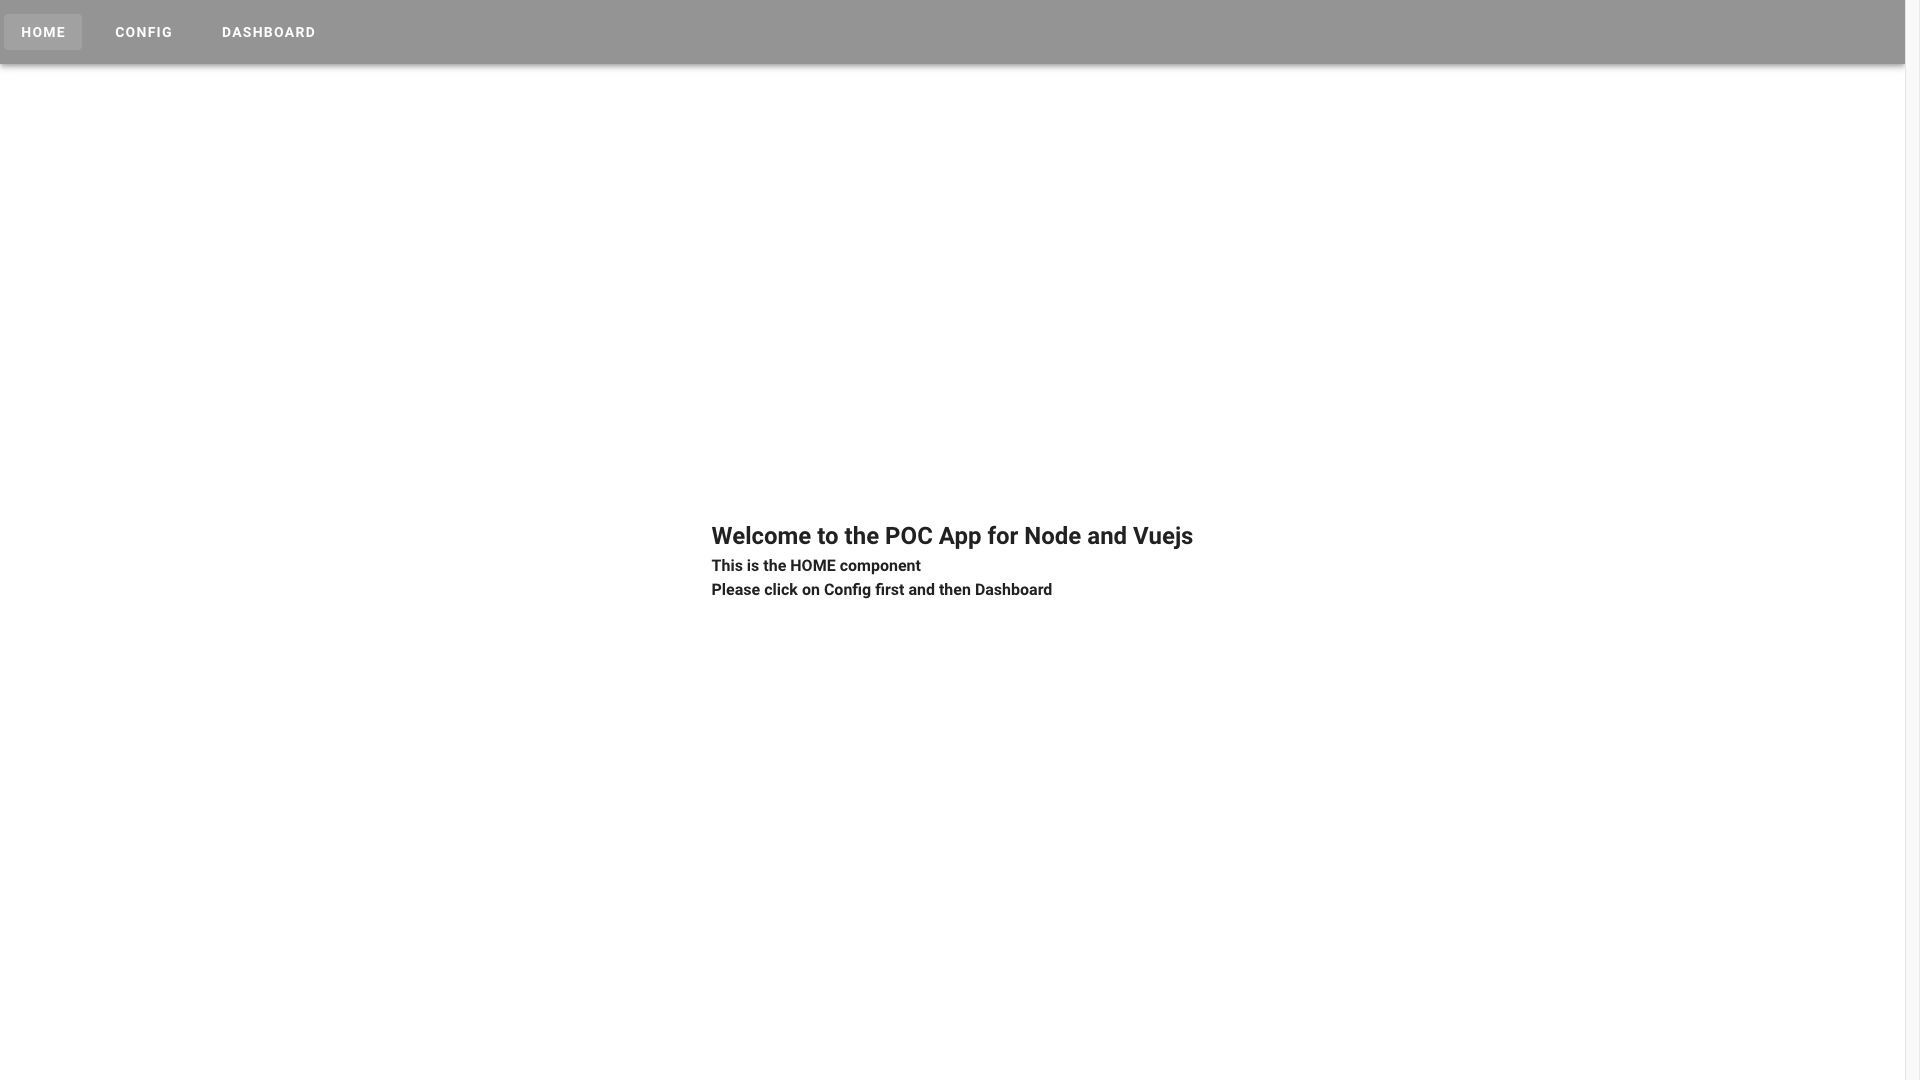 HOME CONFIG DASHBOARD
Welcome to the POC App for Node and Vuejs
This is the HOME component
Please click on Config first and then Dashboard